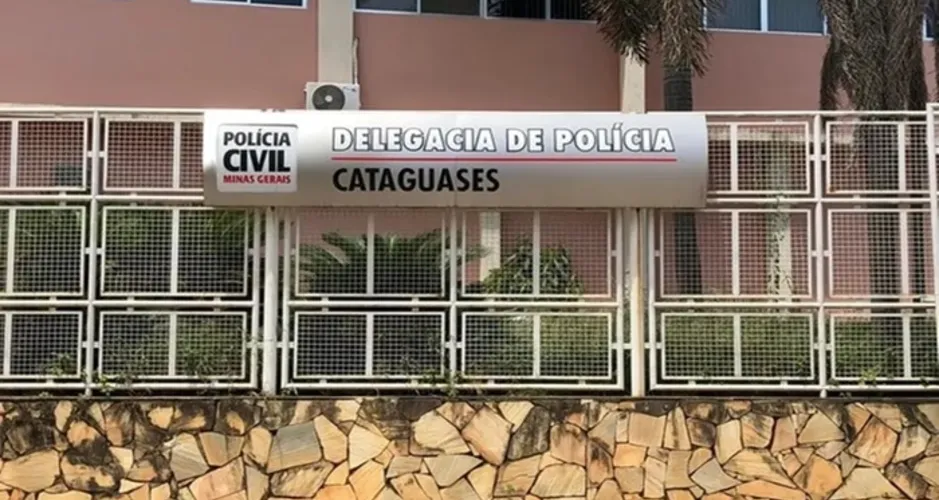 POLÍCIA
CIVIL
MINAS GERAIS
DELEGACIA DE POLÍCIA
CATAGUASES